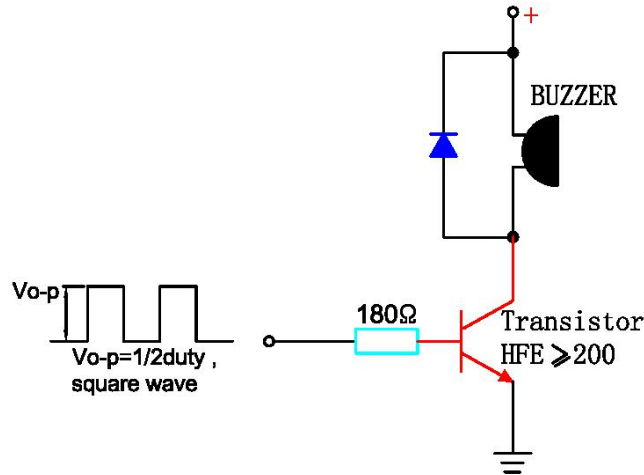 +
BUZZER
Vo-p
180Ω
Transistor
HFE ⩾200
Vo-p=1/2duty ,
square wave